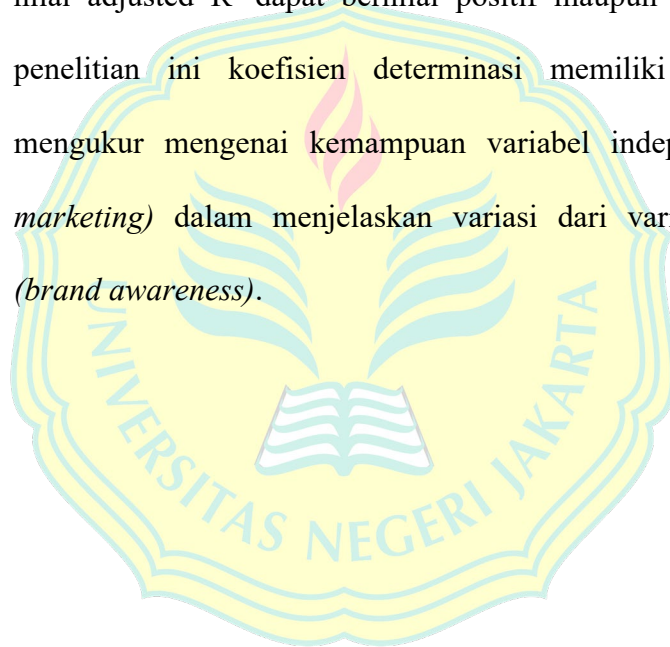 nilai adjusted R dapat bernilai positif maupun
penelitian ini koefisien determinasi memiliki
mengukur mengenai kemampuan variabel indep
marketing) dalam menjelaskan variasi dari var
(brand awareness).
UNIVERSITAS NEGERI JAKARTA